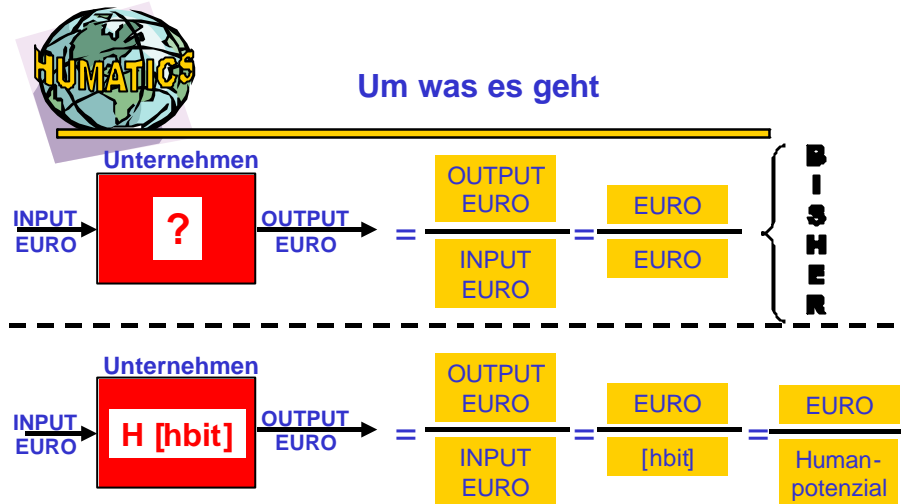 HUMATICS
Um was es geht
Unternehmen
INPUT
EURO
?
OUTPUT
EURO
=
OUTPUT
EURO
INPUT
EURO
=
EURO
EURO
BISHER
Unternehmen
INPUT
EURO
H [hbit]
OUTPUT
EURO
=
OUTPUT
EURO
INPUT
EURO
=
EURO
[hbit]
=
EURO
Human-
potenzial